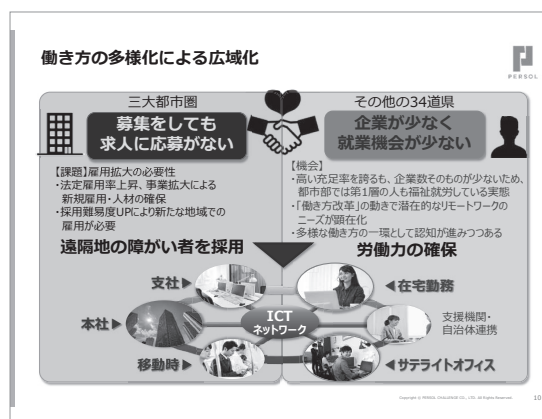 働き方の多様化による広域化
PERSOL
三大都市圏
募集をしても
求人に応募がない
【課題】雇用拡大の必要性
・法定雇用率上昇、事業拡大による
新規雇用・人材の確保
・採用難易度UPにより新たな地域での
雇用が必要
遠隔地の障がい者を採用
その他の34道県
企業が少なく
就業機会が少ない
【機会】
・高い充足率を誇るも、企業数そのものが少ないため、
都市部では第1層の人も福祉就労している実態
・「働き方改革」の動きで潜在的なリモートワークの
ニーズが顕在化
・多様な働き方の一環として認知が進みつつある
労働力の確保
支社▶
本社▶
移動時▶
ICT
ネットワーク
◀在宅勤務
支援機関・
自治体連携
◀サテライトオフィス
Copyright © PERSOL CHALLENGE CO., LTD. All Rights Reserved.
10